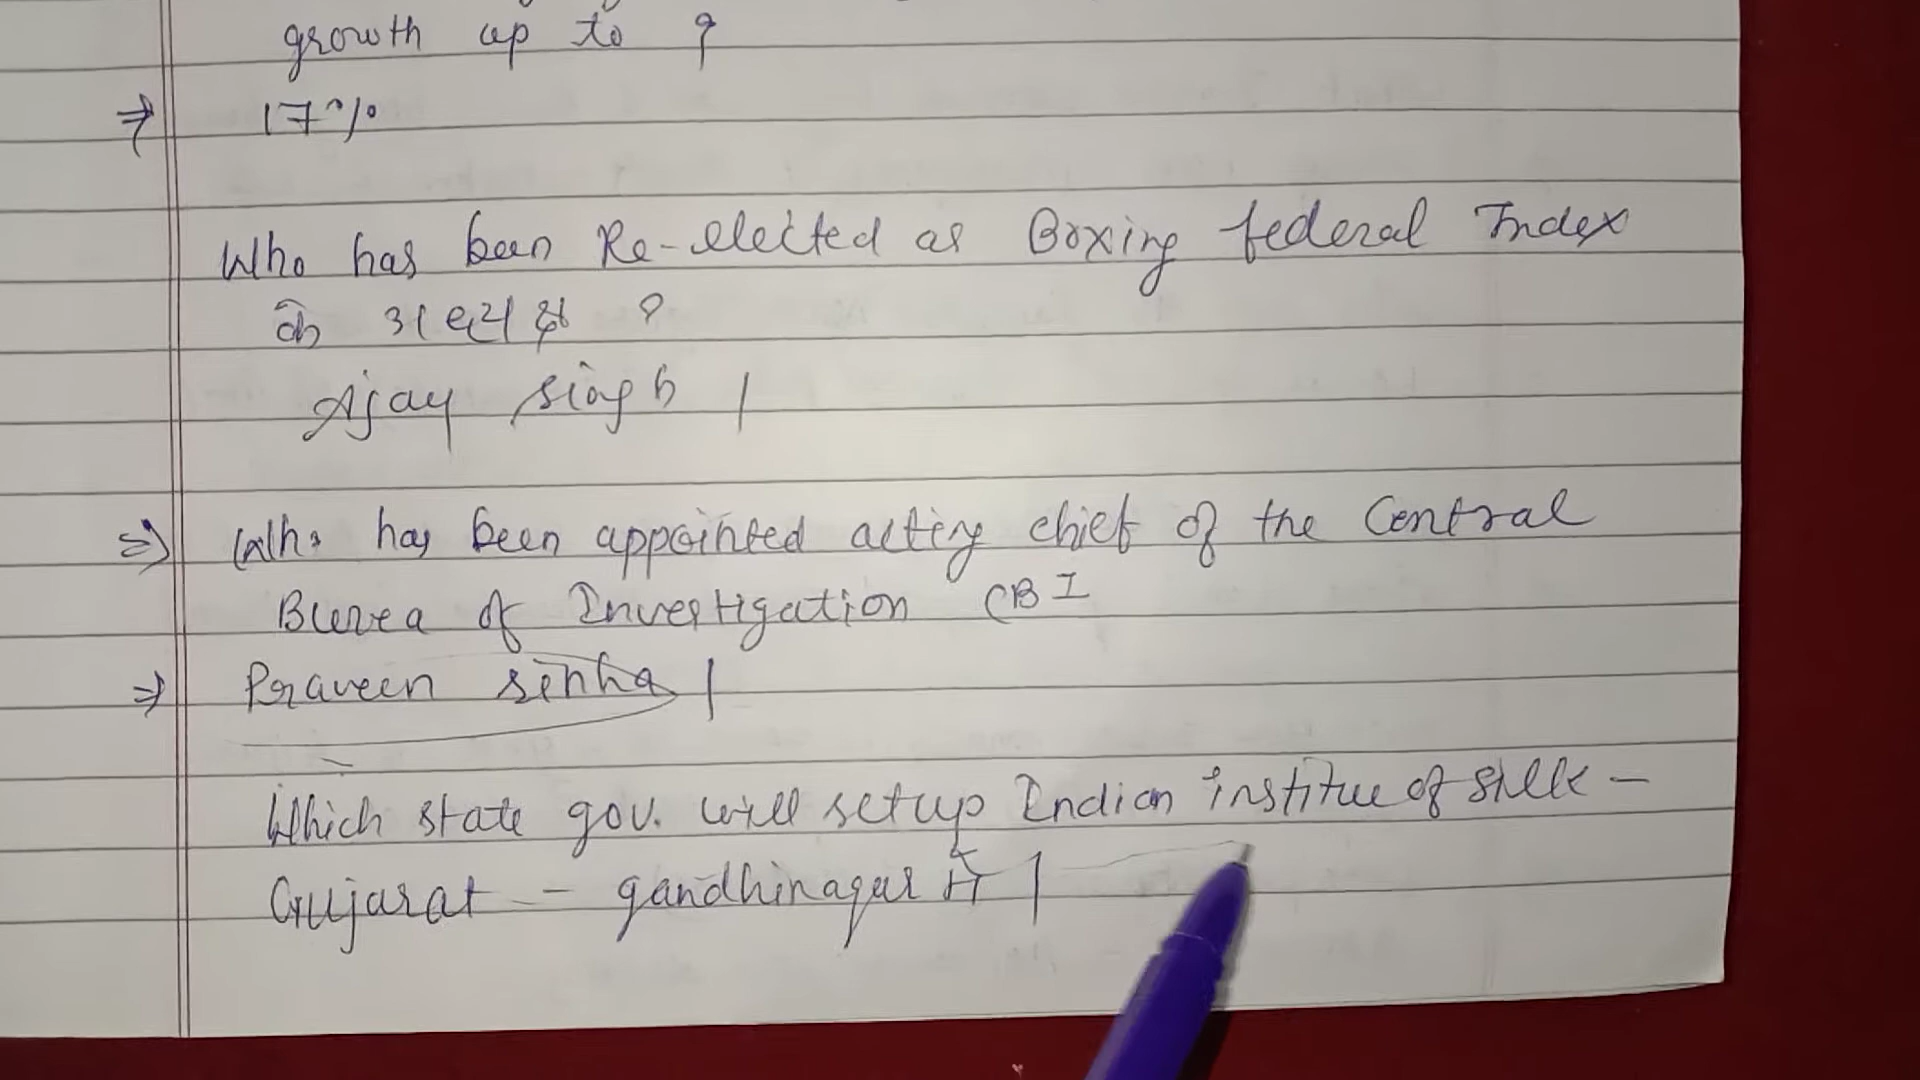 growth up to ?
⇒ 17%
Who has been Re-elected as Boxing federal Index
के अध्यक्ष ?
Ajay singh |
⇒ Who has been appointed acting chief of the Central
Burea of Investigation CBI
⇒ Praveen sinha |
Which state gov. will setup Indian institue of silk -
Gujarat - gandhinagar में |